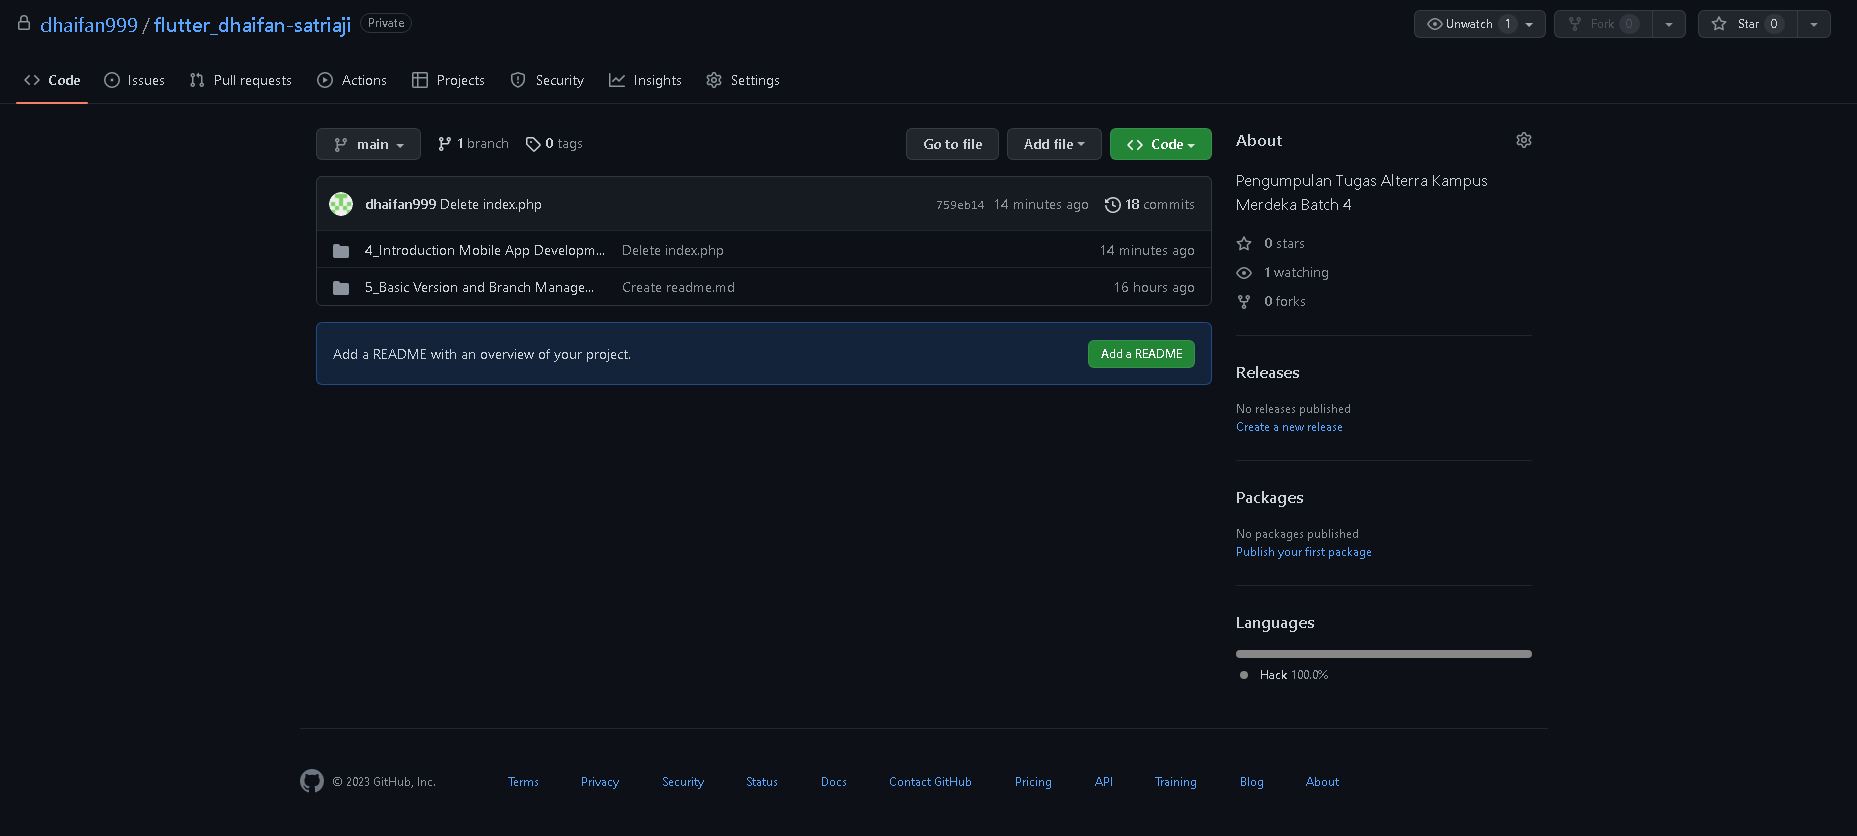 dhaifan999 / flutter_dhaifan-satriaji Private
Unwatch 1 Fork 0 Star 0
Code Issues Pull requests Actions Projects Security Insights Settings
main 1 branch 0 tags Go to file Add file Code
dhaifan999 Delete index.php 759eb14 14 minutes ago 18 commits
4_Introduction Mobile App Developm... Delete index.php 14 minutes ago
5_Basic Version and Branch Manage... Create readme.md 16 hours ago
Add a README with an overview of your project. Add a README
About
Pengumpulan Tugas Alterra Kampus
Merdeka Batch 4
0 stars
1 watching
0 forks
Releases
No releases published
Create a new release
Packages
No packages published
Publish your first package
Languages
Hack 100.0%
© 2023 GitHub, Inc. Terms Privacy Security Status Docs Contact GitHub Pricing API Training Blog About